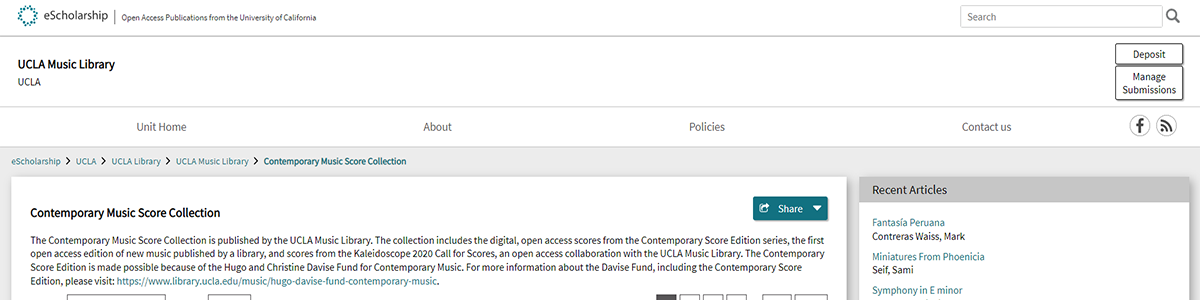 eScholarship | Open Access Publications from the University of California
Search
UCLA Music Library
UCLA
Deposit
Manage
Submissions
Unit Home About Policies Contact us
eScholarship > UCLA > UCLA Library > UCLA Music Library > Contemporary Music Score Collection
Contemporary Music Score Collection
Share
The Contemporary Music Score Collection is published by the UCLA Music Library. The collection includes the digital, open access scores from the Contemporary Score Edition series, the first
open access edition of new music published by a library, and scores from the Kaleidoscope 2020 Call for Scores, an open access collaboration with the UCLA Music Library. The Contemporary
Score Edition is made possible because of the Hugo and Christine Davise Fund for Contemporary Music. For more information about the Davise Fund, including the Contemporary Score
Edition, please visit: https://www.library.ucla.edu/music/hugo-davise-fund-contemporary-music.
Recent Articles
Fantasía Peruana
Contreras Waiss, Mark
Miniatures From Phoenicia
Seif, Sami
Symphony in E minor